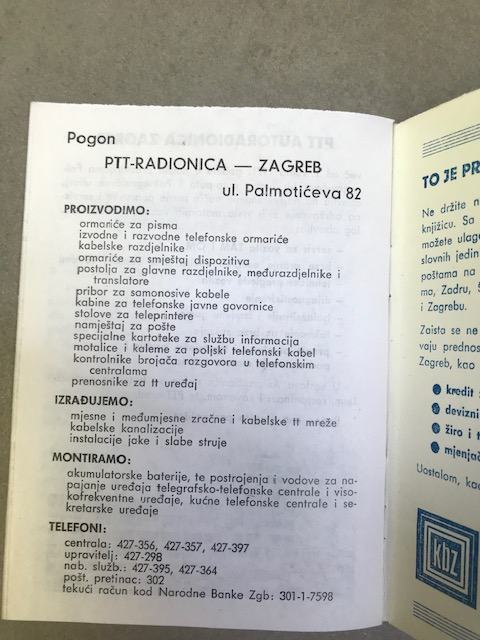 Pogon
PTT-RADIONICA — ZAGREB
ul. Palmotićeva 82
PROIZVODIMO:
ormariće za pisma
izvodne i razvodne telefonske ormariće
kabelske razdjelnike
ormariće za smještaj dispozitiva
postolja za glavne razdjelnike, međurazdjelnike i
translatore
pribor za samonosive kabele
kabine za telefonske javne govornice
stolove za teleprintere
namještaj za pošte
specijalne kartoteke za službu informacija
motalice i kaleme za poljski telefonski kabel
kontrolnike brojača razgovora u telefonskim
centralama
prenosnike za tt uređaj
IZRAĐUJEMO:
mjesne i međumjesne zračne i kabelske tt mreže
kabelske kanalizacije
instalacije jake i slabe struje
MONTIRAMO:
akumulatorske baterije, te postrojenja i vodove za na-
pajanje uređaja telegrafsko-telefonske centrale i viso-
kofrekventne uređaje, kućne telefonske centrale i se-
kretarske uređaje
TELEFONI:
centrala: 427-356, 427-357, 427-397
upravitelj: 427-298
nab. služb.: 427-395, 427-364
pošt. pretinac: 302
tekući račun kod Narodne Banke Zgb: 301-1-7598
TO JE PR
Ne držite n
knjižicu. Sa
možete ulagc
slovnih jedin
poštama na
ma, Zadru, S
i Zagrebu.
Zaista se ne
vaju prednos
Zagreb, kao
kredit
devizni
žiro i t
mjenjač
Uostalom, kac
kbz